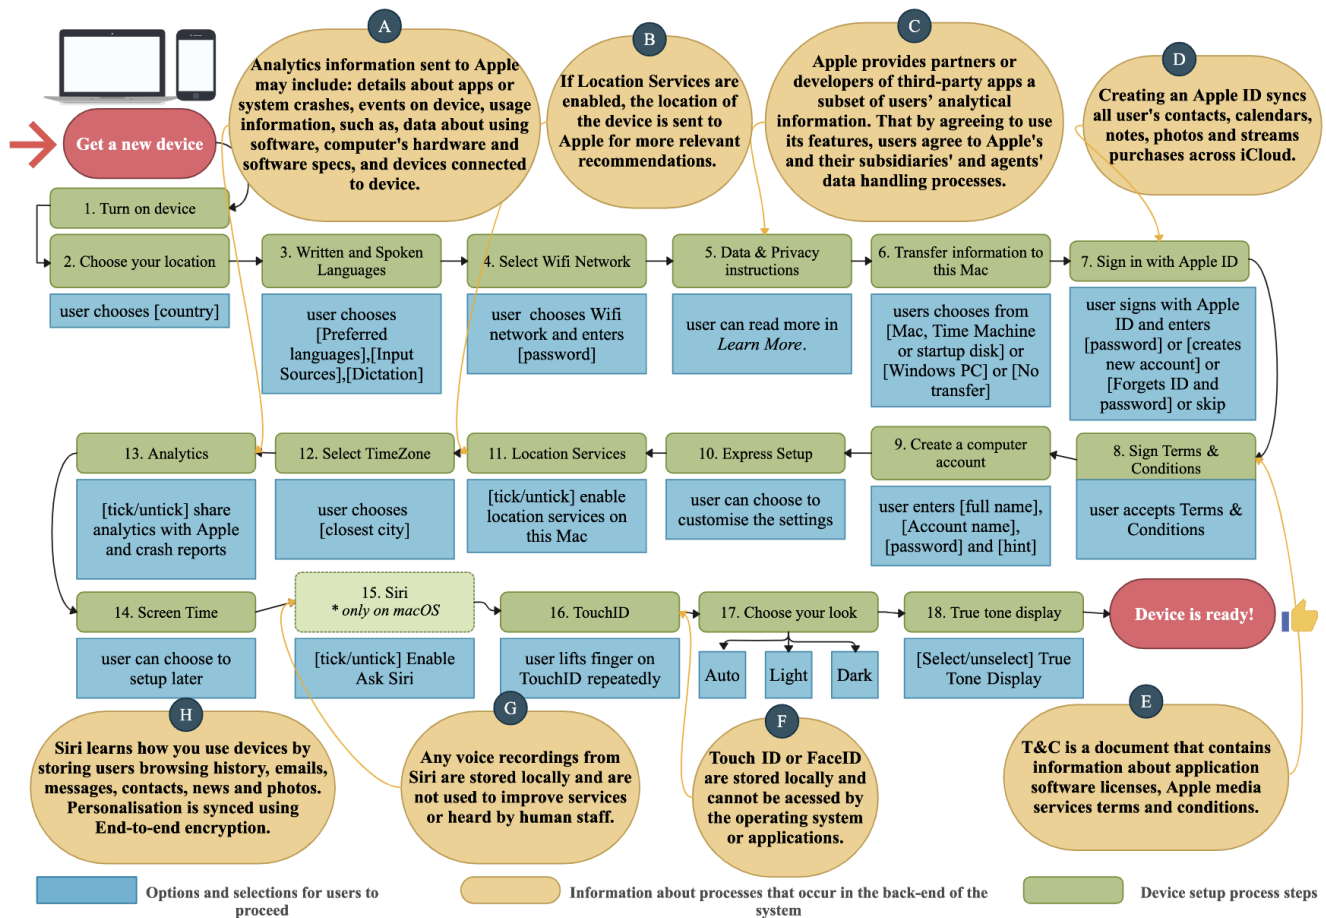 A
Analytics information sent to Apple
may include: details about apps or
system crashes, events on device, usage
information, such as, data about using
software, computer's hardware and
software specs, and devices connected
to device.
B
If Location Services are
enabled, the location of
the device is sent to
Apple for more relevant
recommendations.
C
Apple provides partners or
developers of third-party apps a
subset of users’ analytical
information. That by agreeing to use
its features, users agree to Apple's
and their subsidiaries' and agents'
data handling processes.
D
Creating an Apple ID syncs
all user's contacts, calendars,
notes, photos and streams
purchases across iCloud.
Get a new device
1. Turn on device
2. Choose your location
user chooses [country]
3. Written and Spoken
Languages
user chooses
[Preferred
languages],[Input
Sources],[Dictation]
4. Select Wifi Network
user chooses Wifi
network and enters
[password]
5. Data & Privacy
instructions
user can read more in
Learn More.
6. Transfer information to
this Mac
users chooses from
[Mac, Time Machine
or startup disk] or
[Windows PC] or [No
transfer]
7. Sign in with Apple ID
user signs with Apple
ID and enters
[password] or [creates
new account] or
[Forgets ID and
password] or skip
8. Sign Terms &
Conditions
user accepts Terms &
Conditions
9. Create a computer
account
user enters [full name],
[Account name],
[password] and [hint]
10. Express Setup
user can choose to
customise the settings
11. Location Services
[tick/untick] enable
location services on
this Mac
12. Select TimeZone
user chooses
[closest city]
13. Analytics
[tick/untick] share
analytics with Apple
and crash reports
14. Screen Time
user can choose to
setup later
15. Siri
* only on macOS
[tick/untick] Enable
Ask Siri
16. TouchID
user lifts finger on
TouchID repeatedly
17. Choose your look
Auto
Light
Dark
18. True tone display
[Select/unselect] True
Tone Display
Device is ready!
H
Siri learns how you use devices by
storing users browsing history, emails,
messages, contacts, news and photos.
Personalisation is synced using
End-to-end encryption.
G
Any voice recordings from
Siri are stored locally and are
not used to improve services
or heard by human staff.
F
Touch ID or FaceID
are stored locally and
cannot be acessed by
the operating system
or applications.
E
T&C is a document that contains
information about application
software licenses, Apple media
services terms and conditions.
Options and selections for users to
proceed
Information about processes that occur in the back-end of the
system
Device setup process steps